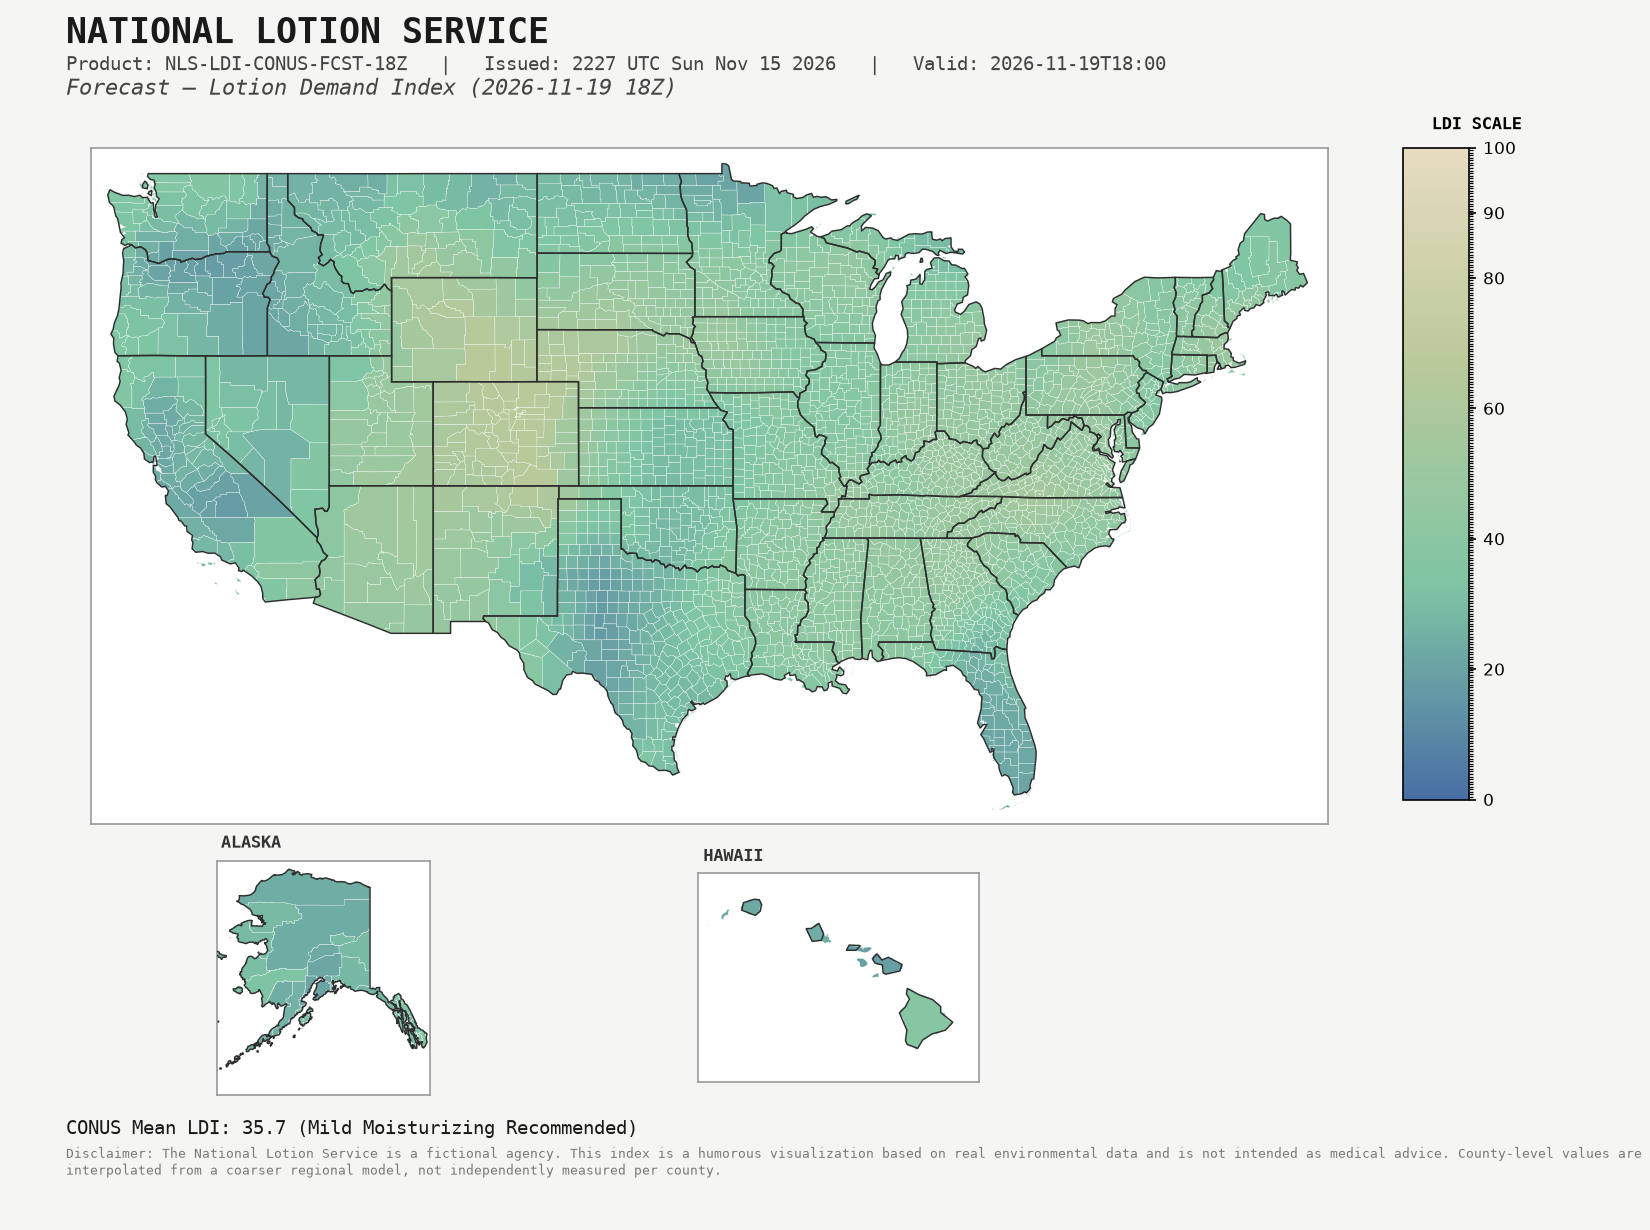 NATIONAL LOTION SERVICE
Product: NLS-LDI-CONUS-FCST-18Z | Issued: 2227 UTC Sun Nov 15 2026 | Valid: 2026-11-19T18:00
Forecast — Lotion Demand Index (2026-11-19 18Z)
LDI SCALE
100
90
80
60
40
20
0
ALASKA
HAWAII
CONUS Mean LDI: 35.7 (Mild Moisturizing Recommended)
Disclaimer: The National Lotion Service is a fictional agency. This index is a humorous visualization based on real environmental data and is not intended as medical advice. County-level values are
interpolated from a coarser regional model, not independently measured per county.